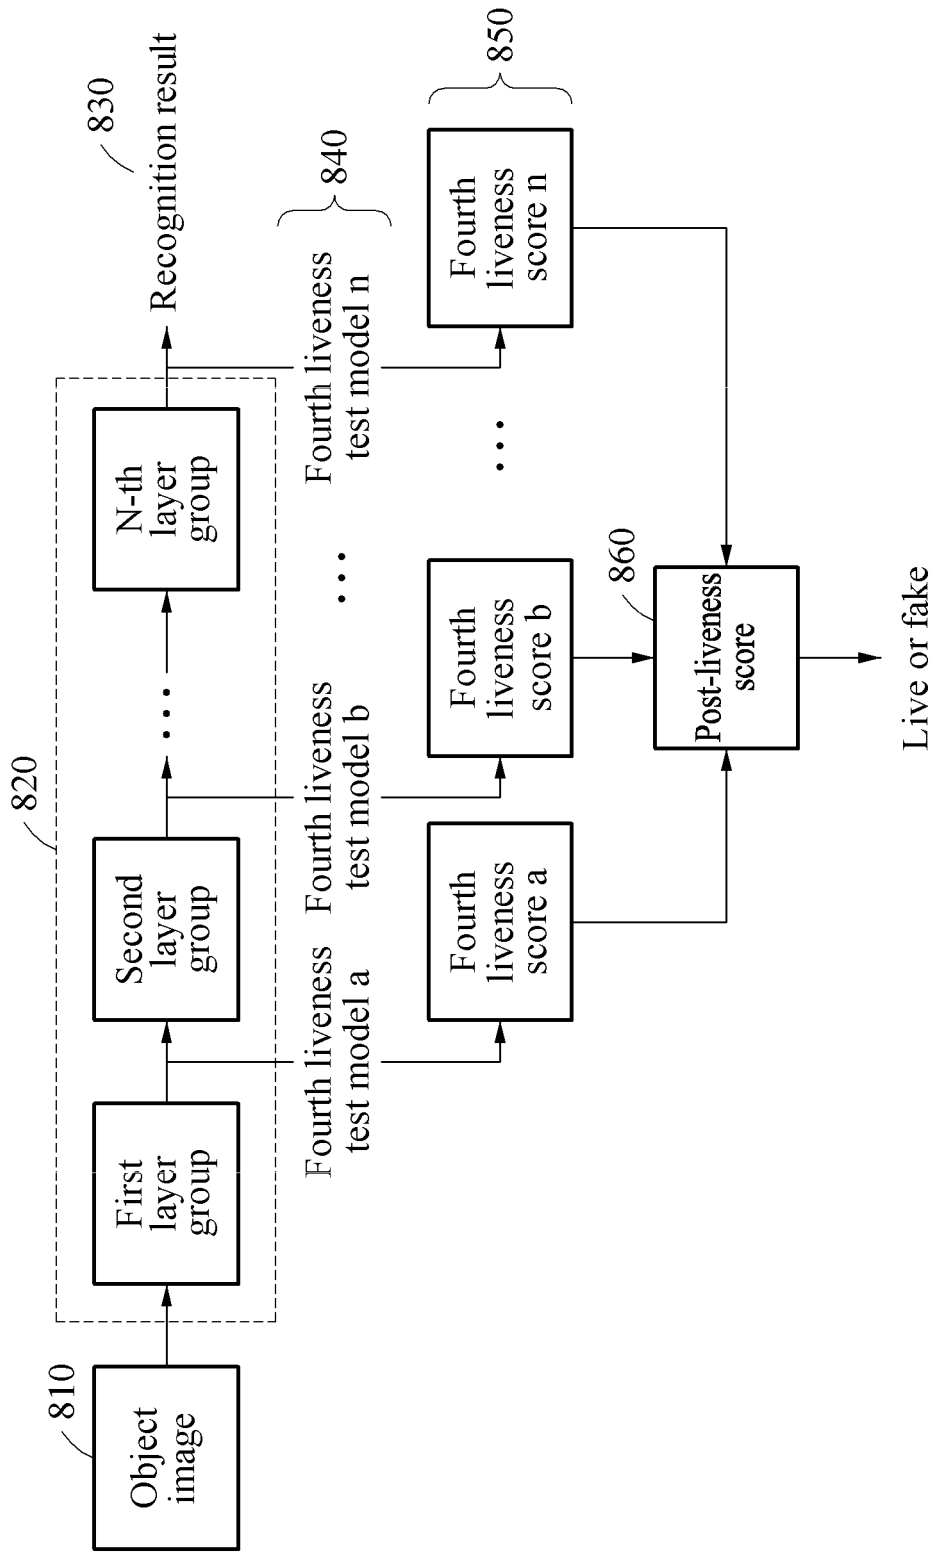 810
Object
image
820
First
layer
group
Second
layer
group
...
N-th
layer
group
830
Recognition result
Fourth liveness
test model a
Fourth liveness
test model b
...
Fourth liveness
test model n
840
Fourth
liveness
score a
Fourth
liveness
score b
...
Fourth
liveness
score n
850
860
Post-liveness
score
Live or fake